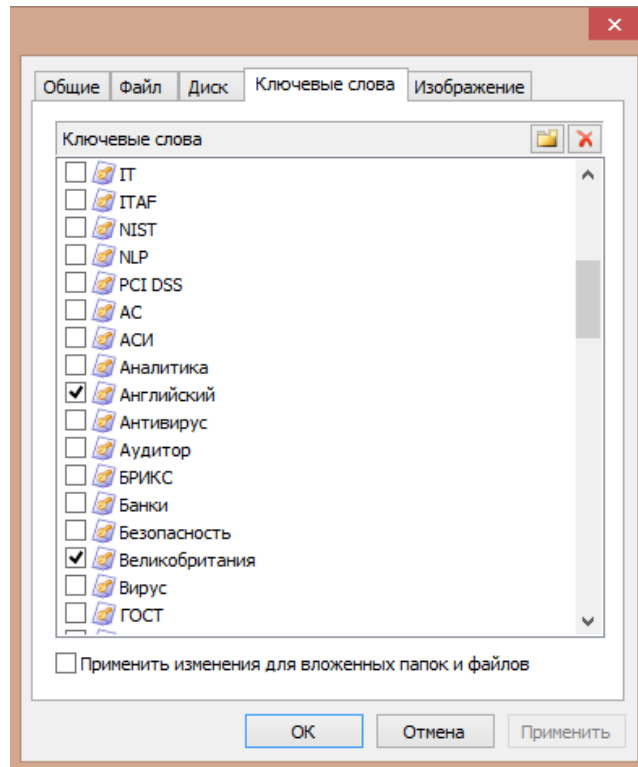 Общие Файл Диск Ключевые слова Изображение
Ключевые слова
IT
ITAF
NIST
NLP
PCI DSS
АС
АСИ
Аналитика
Английский
Антивирус
Аудитор
БРИКС
Банки
Безопасность
Великобритания
Вирус
ГОСТ
Применить изменения для вложенных папок и файлов
ОК Отмена Применить